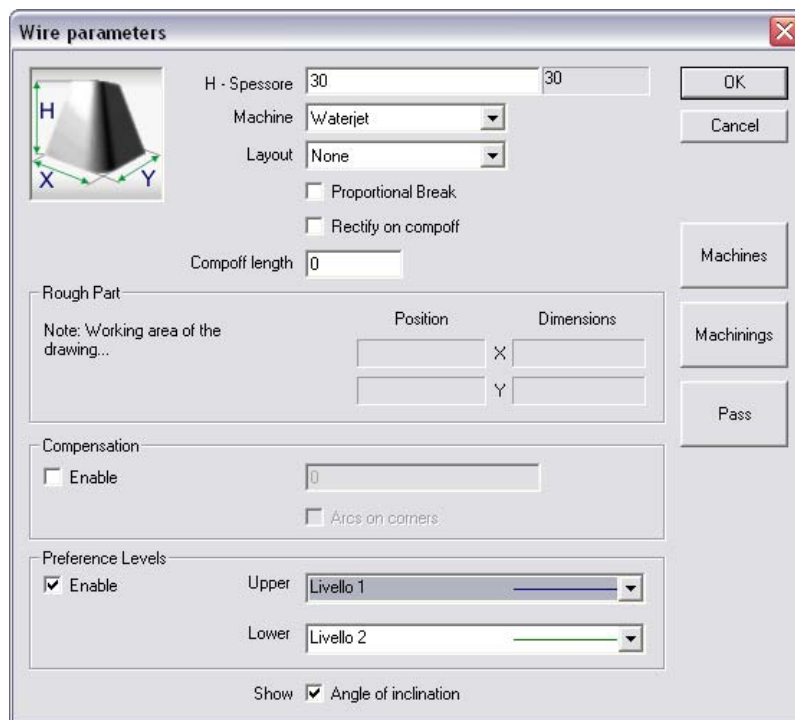 Wire parameters
H
X
Y
H - Spessore 30 30
OK
Machine Waterjet
Cancel
Layout None
Proportional Break
Rectify on compoff
Compoff length 0
Machines
Rough Part
Note: Working area of the
drawing...
Position Dimensions
X
Y
Machinings
Pass
Compensation
Enable 0
Arcs on corners
Preference Levels
Enable Upper Livello 1
Lower Livello 2
Show Angle of inclination